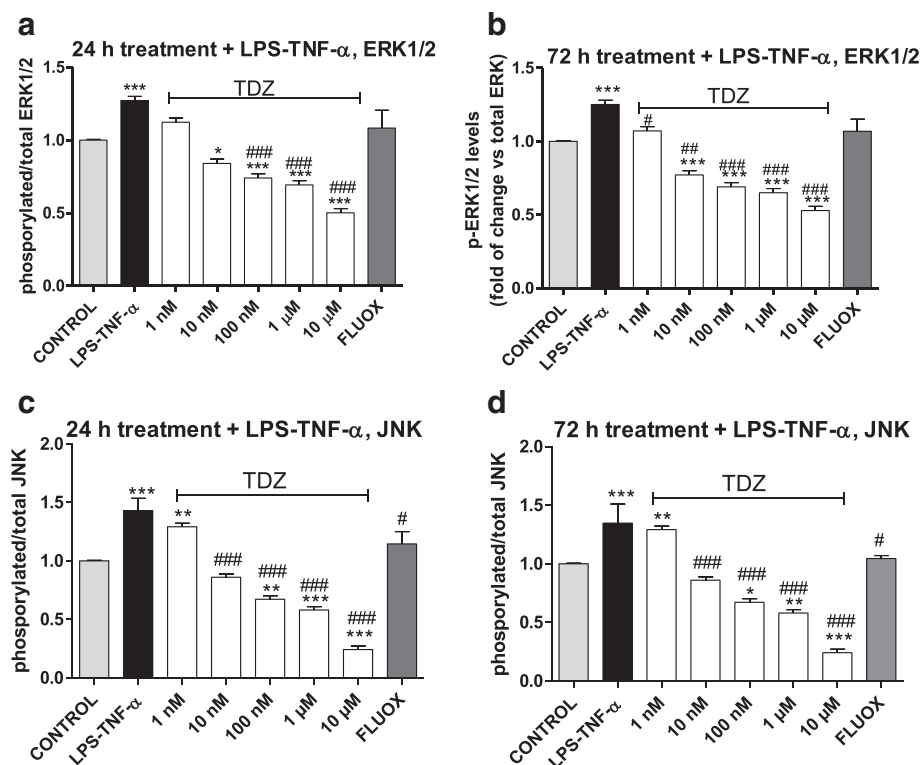 a
24 h treatment + LPS-TNF-α, ERK1/2
phosphorylated/total ERK1/2
1.5
1.0
0.5
0.0
TDZ
***
*
###
***
###
***
###
***
CONTROL
LPS-TNF-α
1 nM
10 nM
100 nM
1 μM
10 μM
FLUOX
b
72 h treatment + LPS-TNF-α, ERK1/2
p-ERK1/2 levels
(fold of change vs total ERK)
1.5
1.0
0.5
0.0
TDZ
***
#
##
***
###
***
###
***
###
***
CONTROL
LPS-TNF-α
1 nM
10 nM
100 nM
1 µM
10 µM
FLUOX
c
24 h treatment + LPS-TNF-α, JNK
phosphorylated/total JNK
2.0
1.5
1.0
0.5
0.0
TDZ
***
**
###
###
**
###
***
###
***
#
CONTROL
LPS-TNF-α
1 nM
10 nM
100 nM
1 µM
10 µM
FLUOX
d
72 h treatment + LPS-TNF-α, JNK
phosphorylated/total JNK
2.0
1.5
1.0
0.5
0.0
TDZ
***
**
###
###
*
###
**
###
***
#
CONTROL
LPS-TNF-α
1 nM
10 nM
100 nM
1 µM
10 µM
FLUOX